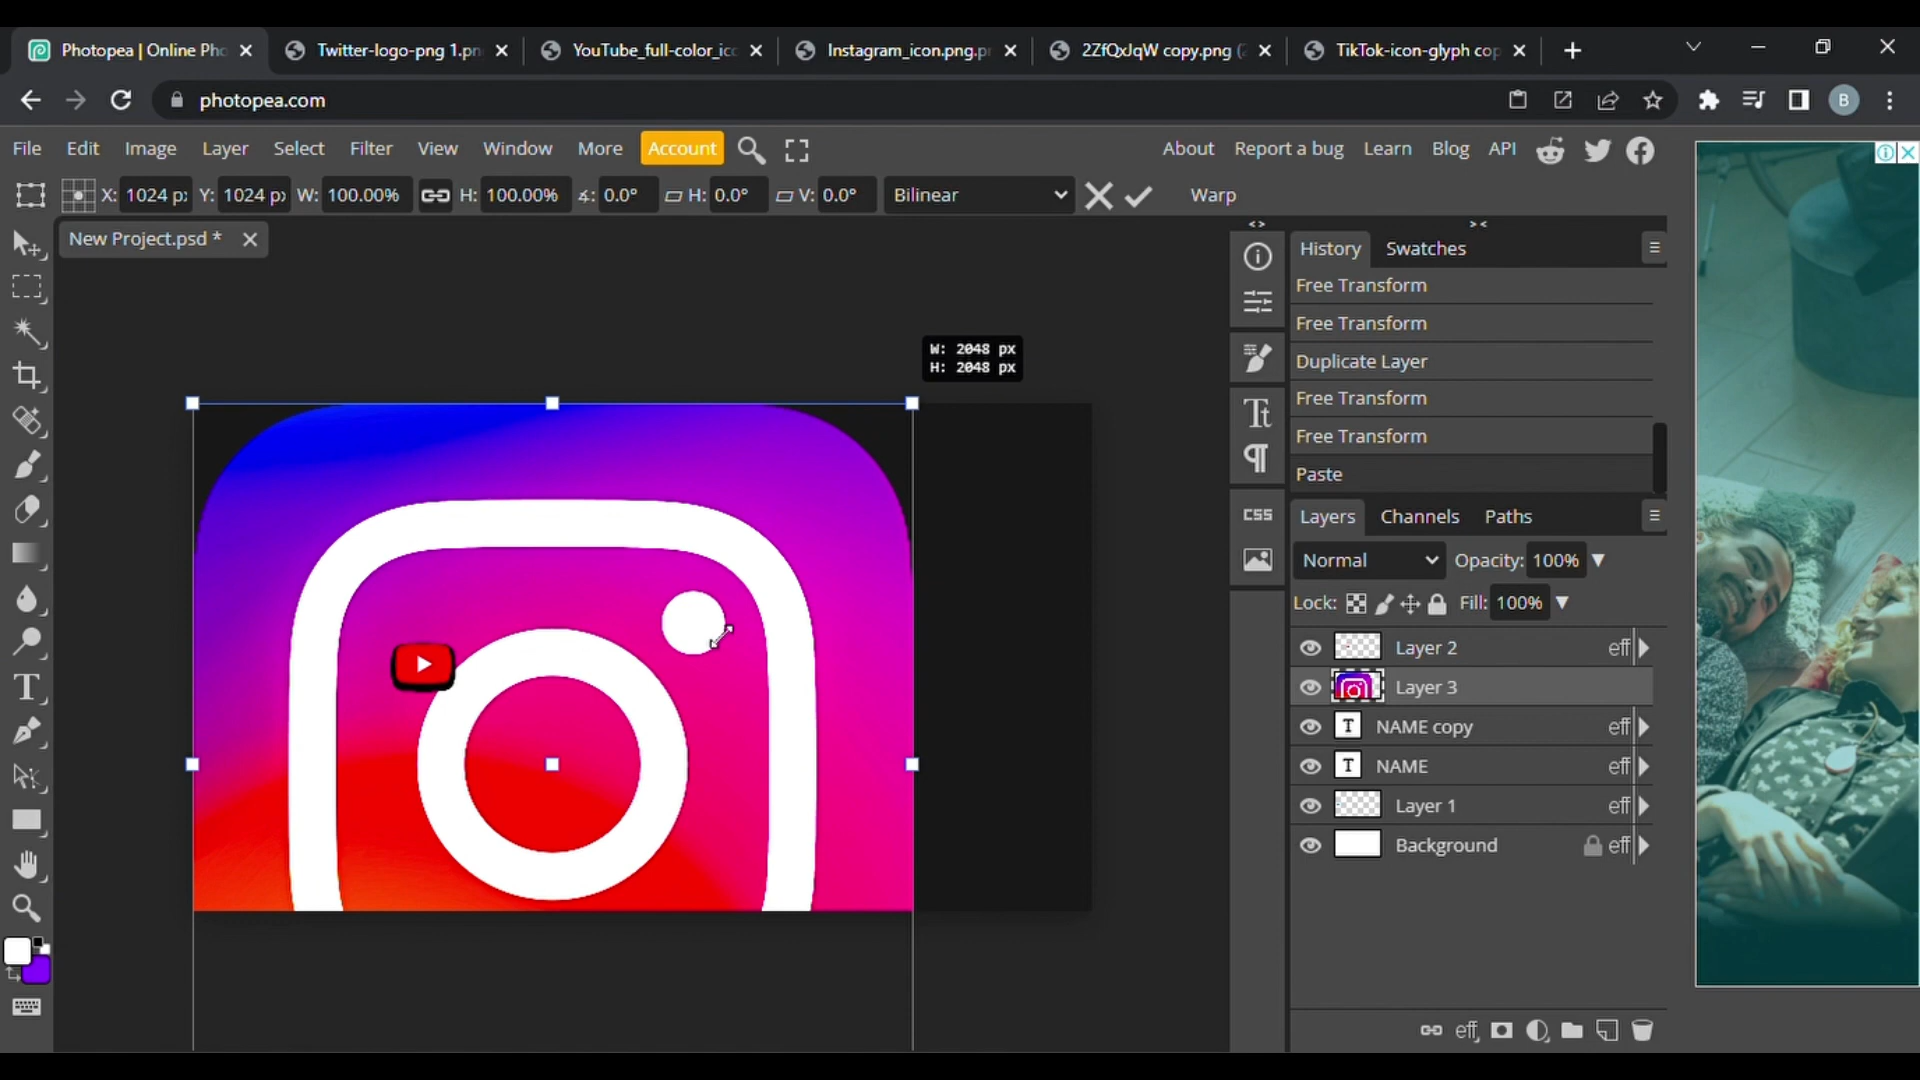 Photopea | Online Pho
Twitter-logo-png 1.pn
YouTube_full-color_ic
Instagram_icon.png.p
2ZfQxJqW copy.png (
TikTok-icon-glyph cop
photopea.com
B
File Edit Image Layer Select Filter View Window More Account
About Report a bug Learn Blog API
X: 1024 p Y: 1024 p W: 100.00% H: 100.00% ∡: 0.0° H: 0.0° V: 0.0° Bilinear Warp
New Project.psd *
History Swatches
Free Transform
Free Transform
Duplicate Layer
Free Transform
Free Transform
Paste
W: 2048 px
H: 2048 px
CSS
Layers Channels Paths
Normal Opacity: 100%
Lock: Fill: 100%
Layer 2 eff
Layer 3
T NAME copy eff
T NAME eff
Layer 1 eff
Background eff
eff